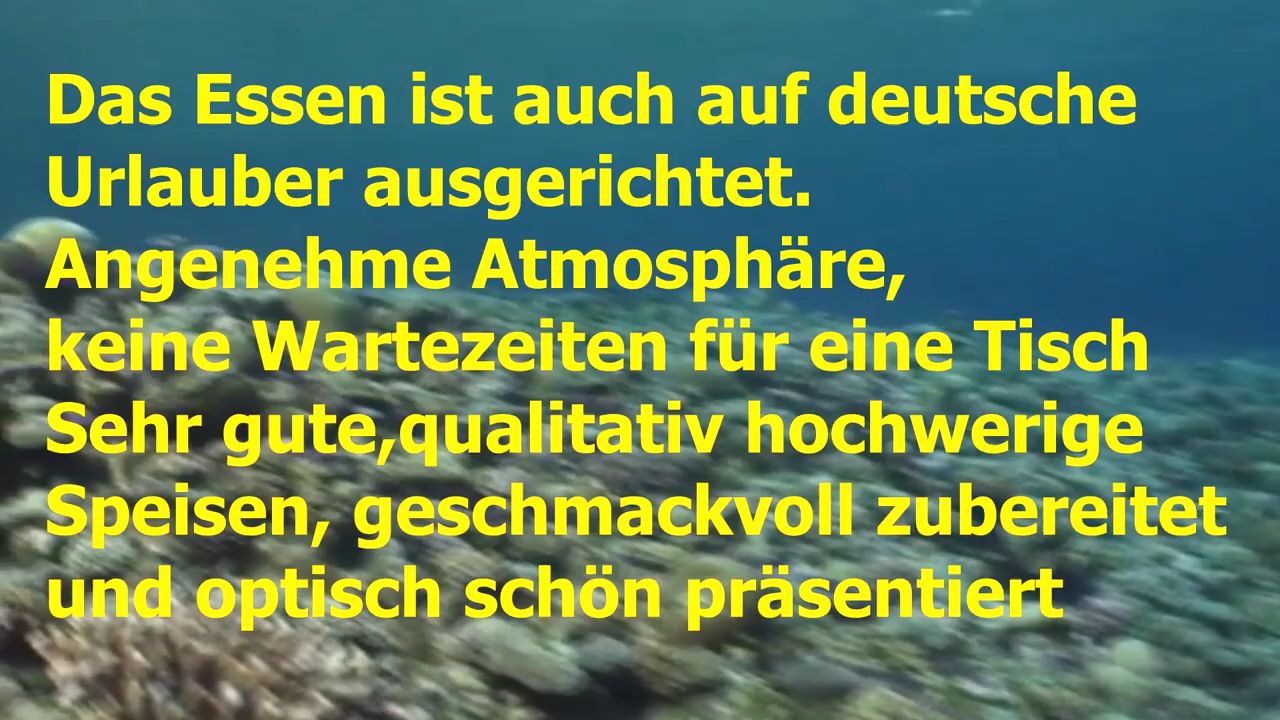 Das Essen ist auch auf deutsche
Urlauber ausgerichtet.
Angenehme Atmosphäre,
keine Wartezeiten für eine Tisch
Sehr gute,qualitativ hochwerige
Speisen, geschmackvoll zubereitet
und optisch schön präsentiert